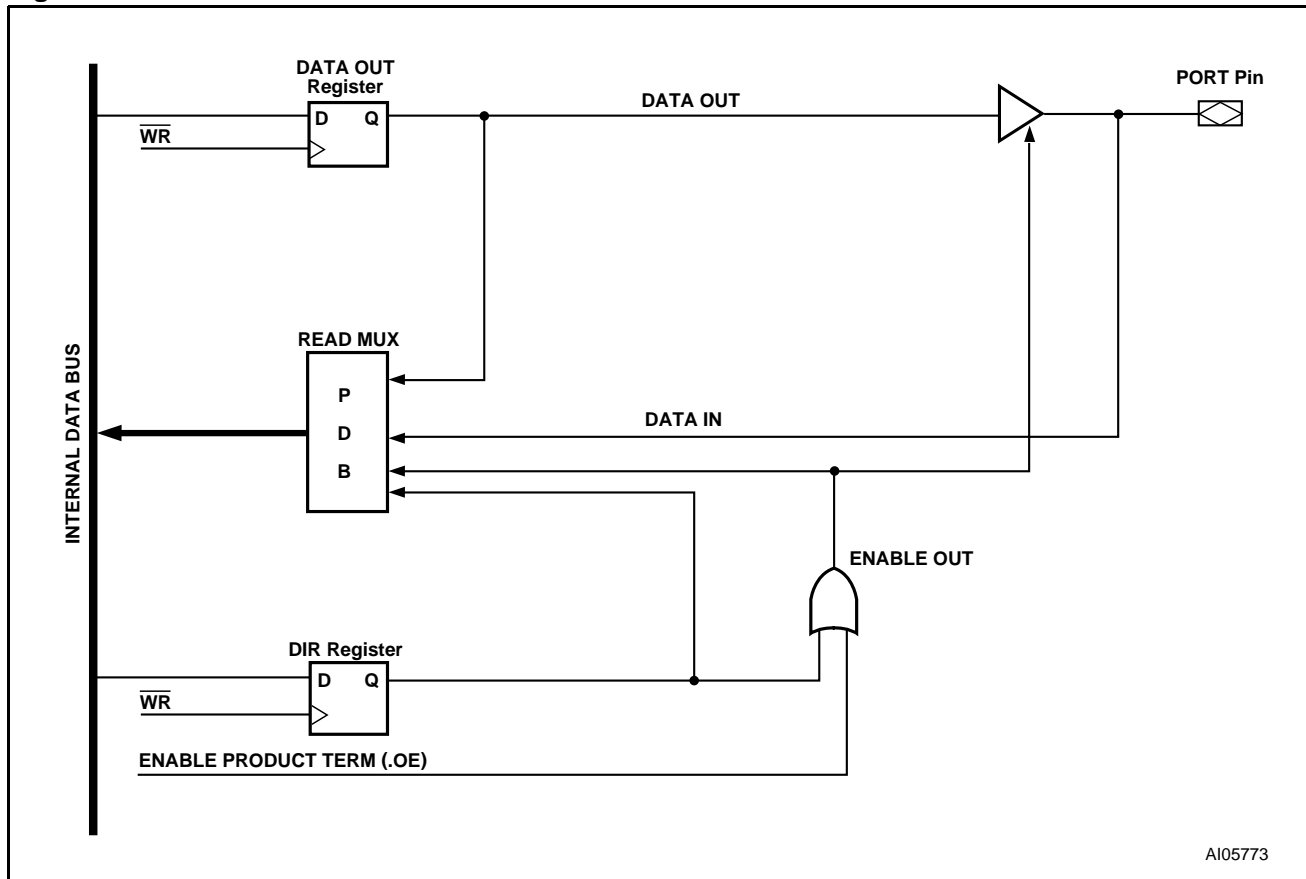 DATA OUT
Register
PORT Pin
D Q
DATA OUT
WR
READ MUX
P
D
B
DATA IN
INTERNAL DATA BUS
ENABLE OUT
DIR Register
D Q
WR
ENABLE PRODUCT TERM (.OE)
AI05773